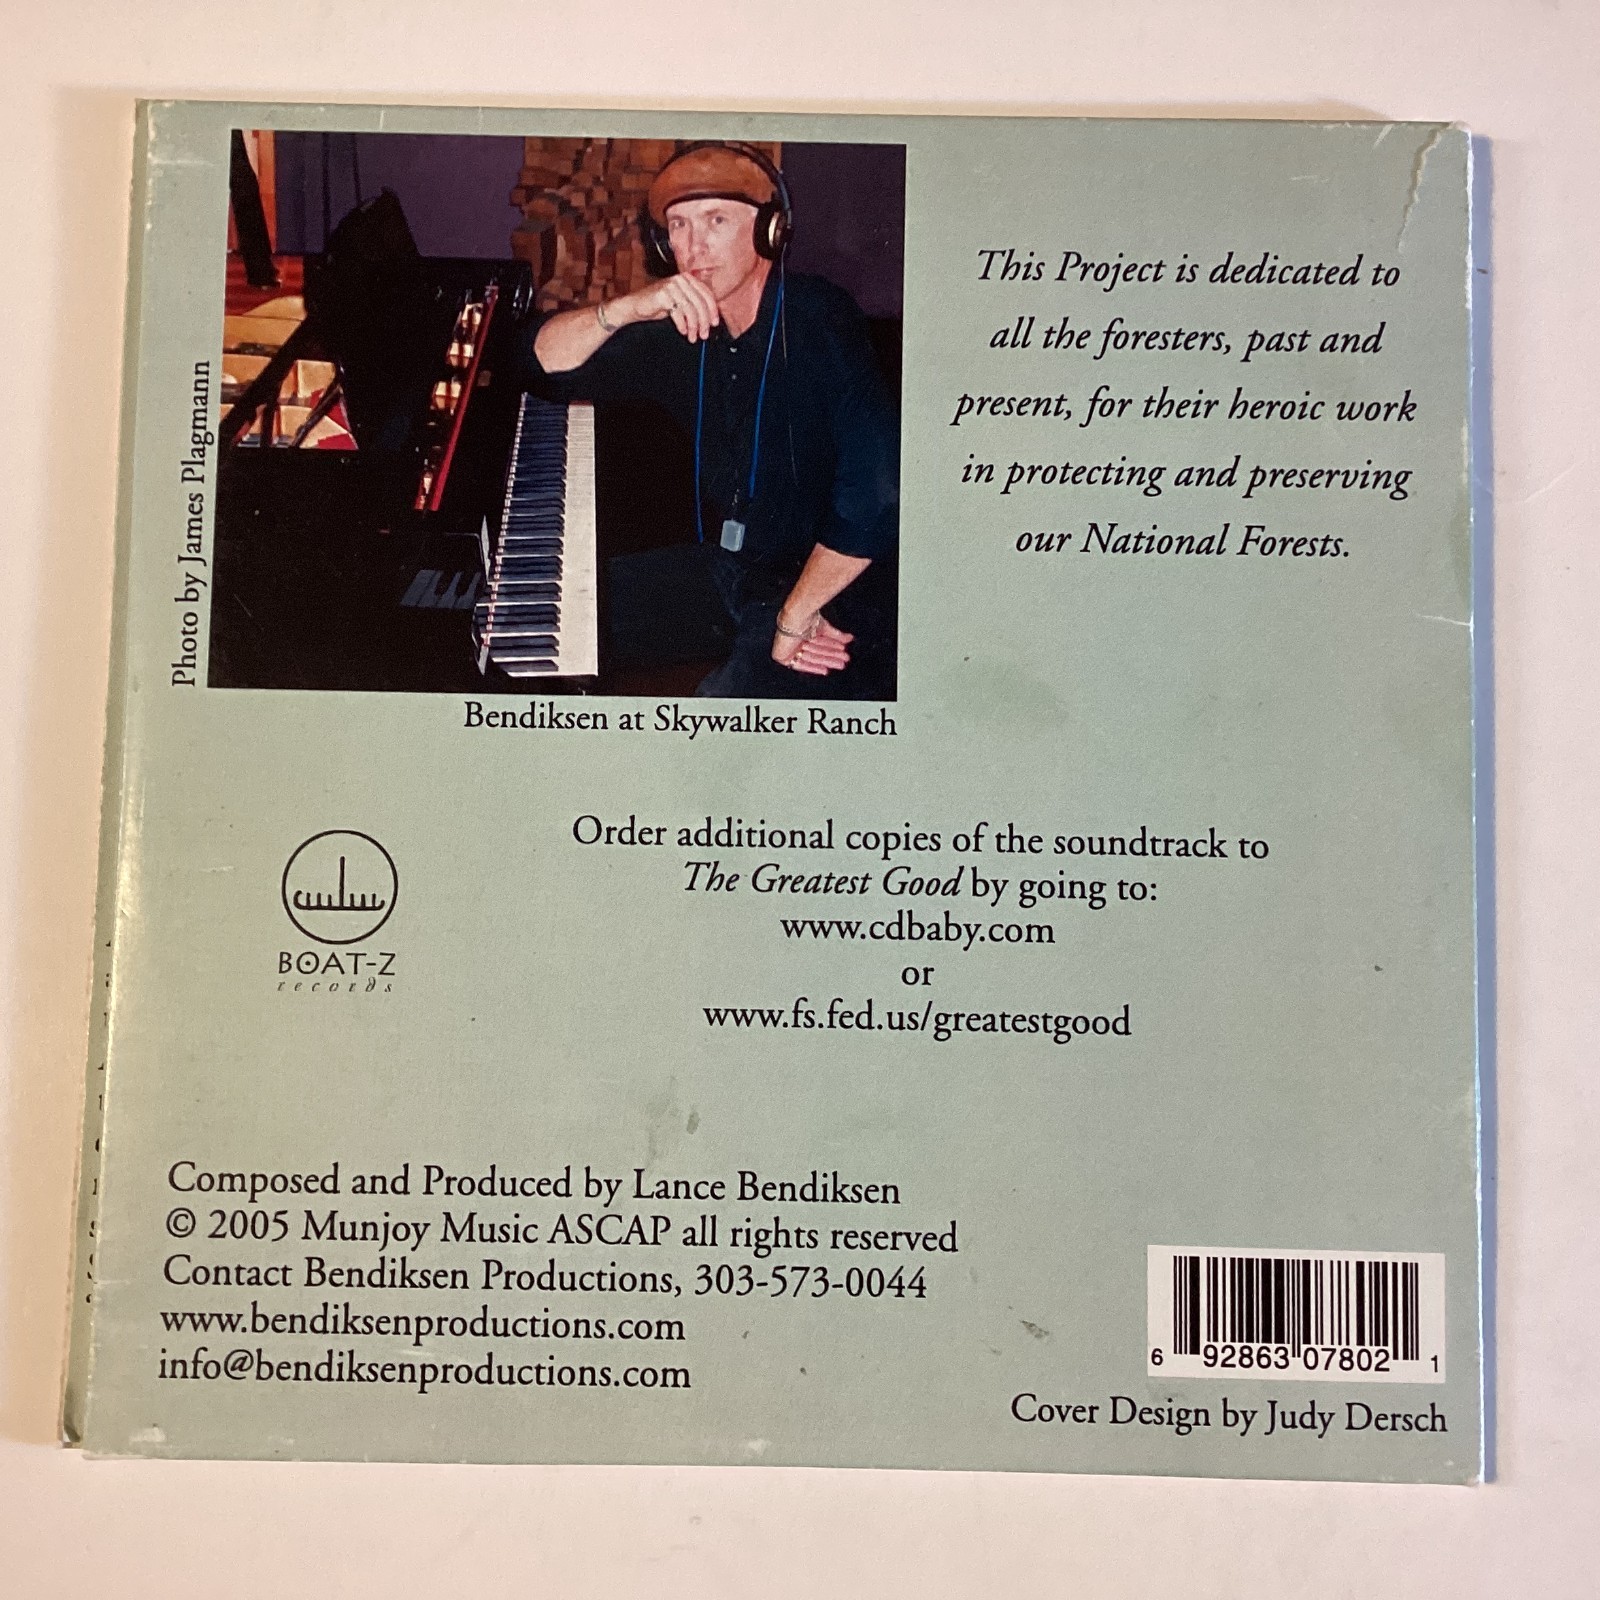 Photo by James Plagmann
This Project is dedicated to
all the foresters, past and
present, for their heroic work
in protecting and preserving
our National Forests.
Bendiksen at Skywalker Ranch
BOAT-Z
records
Order additional copies of the soundtrack to
The Greatest Good by going to:
www.cdbaby.com
or
www.fs.fed.us/greatestgood
Composed and Produced by Lance Bendiksen
© 2005 Munjoy Music ASCAP all rights reserved
Contact Bendiksen Productions, 303-573-0044
www.bendiksenproductions.com
info@bendiksenproductions.com
6 92863 07802 1
Cover Design by Judy Dersch